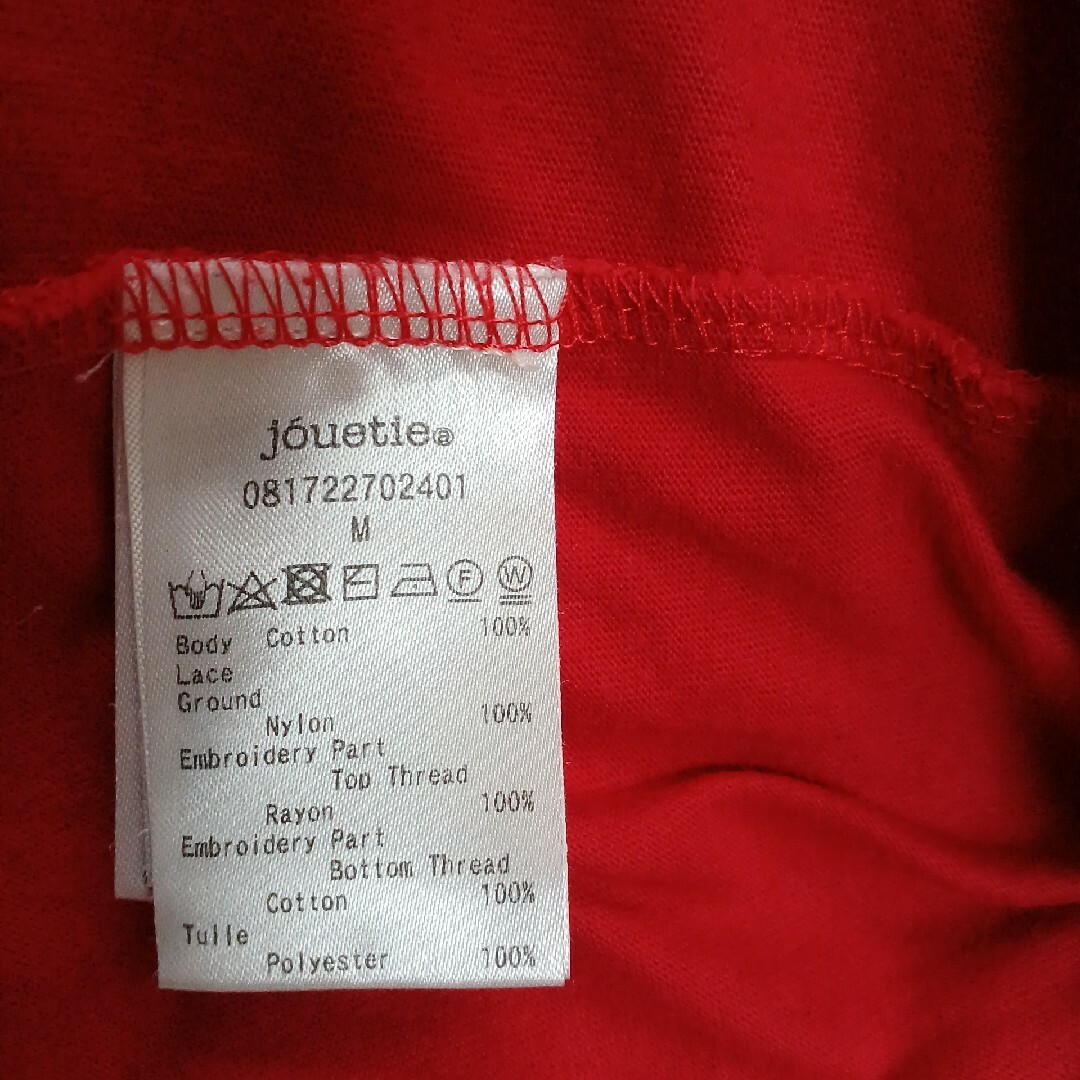 jóuetie®
081722702401
M
F W
Body Cotton 100%
Lace
Ground
Nylon 100%
Embroidery Part
Top Thread
Rayon 100%
Embroidery Part
Bottom Thread
Cotton 100%
Tulle
Polyester 100%